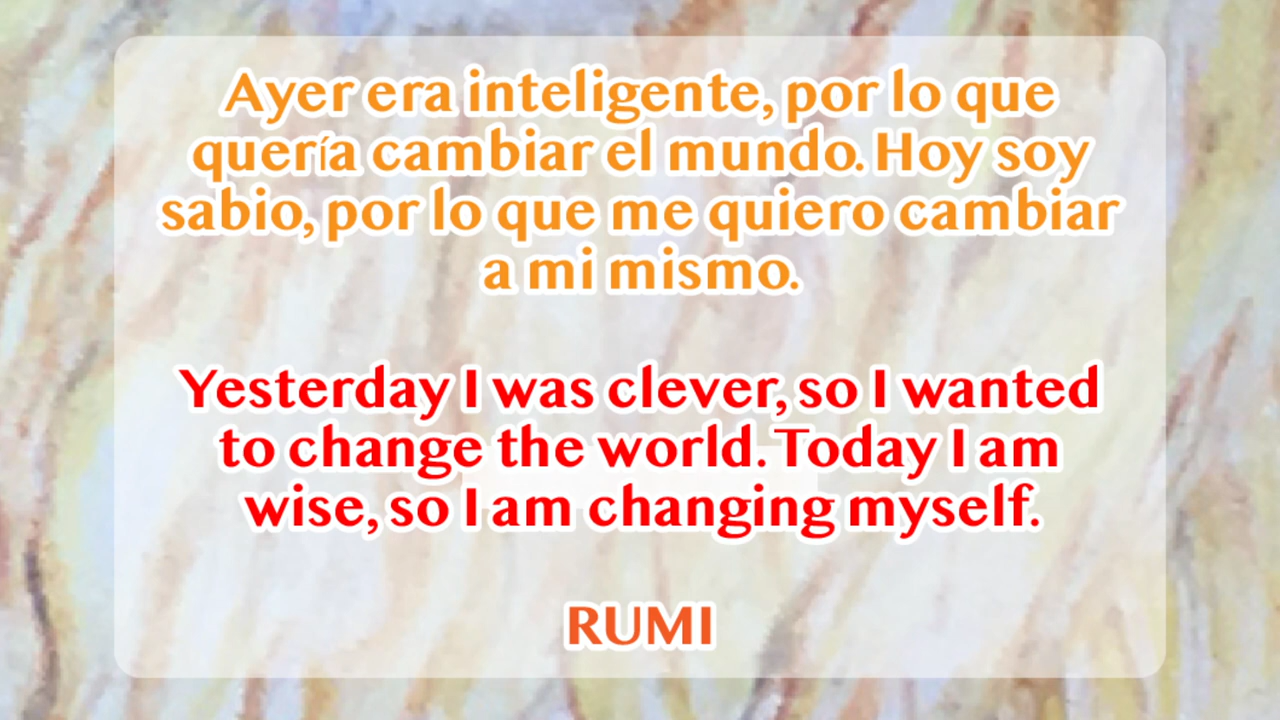 Ayer era inteligente, por lo que
quería cambiar el mundo. Hoy soy
sabio, por lo que me quiero cambiar
a mi mismo.
Yesterday I was clever, so I wanted
to change the world. Today I am
wise, so I am changing myself.
RUMI